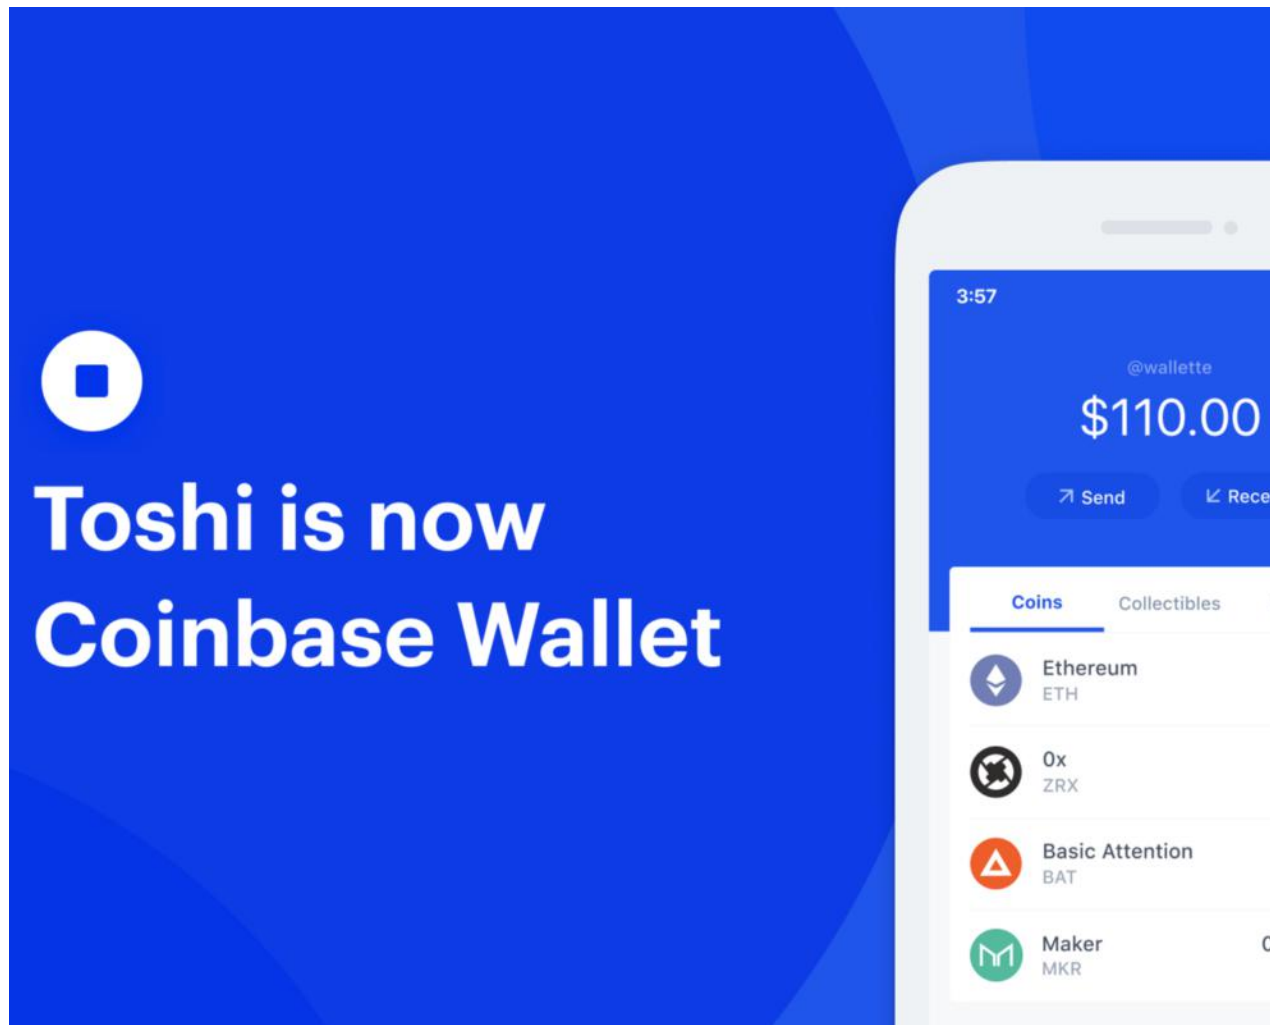 Toshi is now
Coinbase Wallet
3:57
@wallette
$110.00
Send
Coins Collectibles
Ethereum
ETH
0x
ZRX
Basic Attention
BAT
Maker
MKR